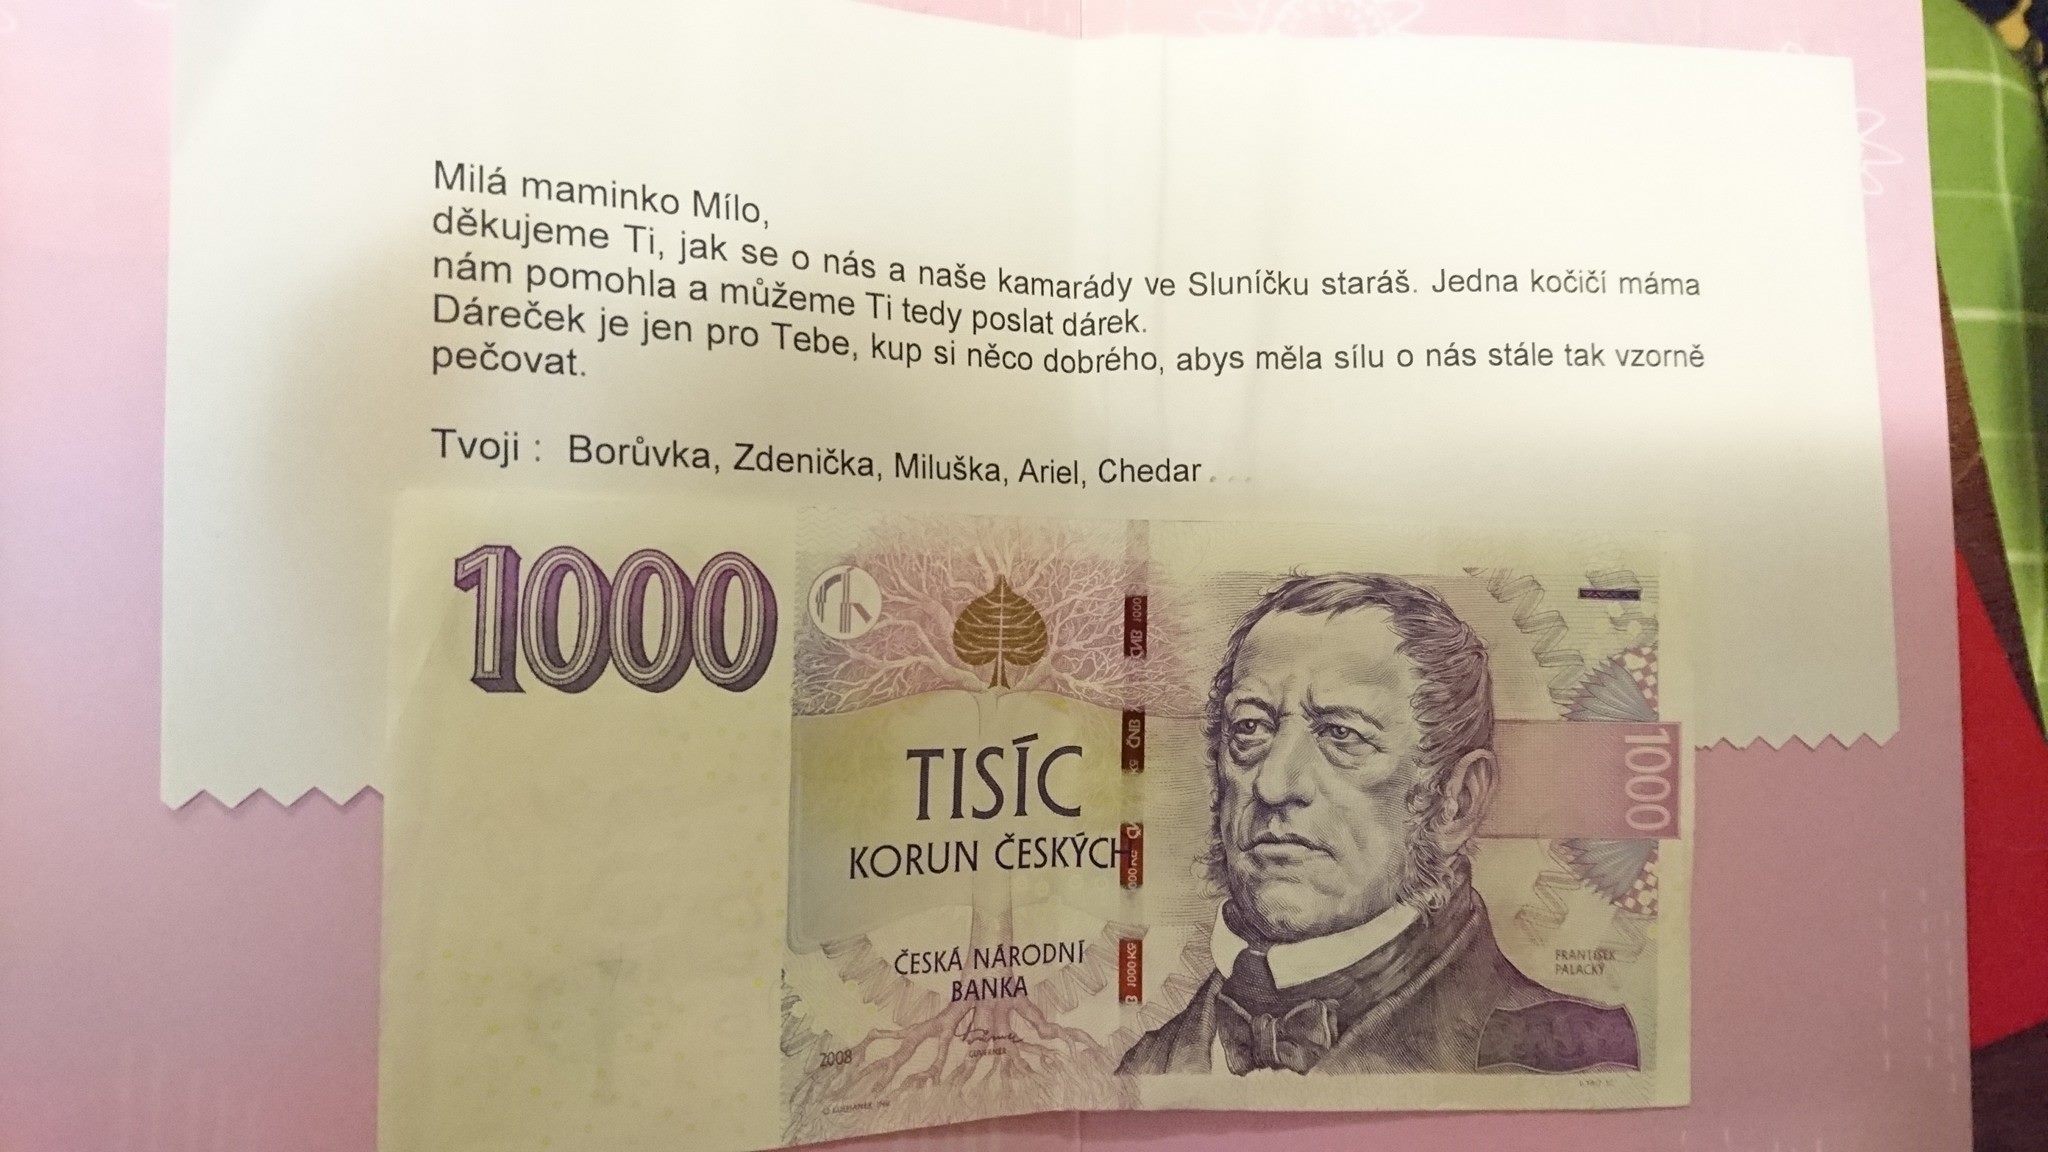 Milá maminko Mílo,
děkujeme Ti, jak se o nás a naše kamarády ve Sluníčku staráš. Jedna kočičí máma
nám pomohla a můžeme Ti tedy poslat dárek.
Dáreček je jen pro Tebe, kup si něco dobrého, abys měla sílu o nás stále tak vzorně
pečovat.
Tvoji : Borůvka, Zdenička, Miluška, Ariel, Chedar . . .
1000
TISÍC
KORUN ČESKÝCH
ČESKÁ NÁRODNÍ
BANKA
GUVERNÉR
2008
1000
FRANTIŠEK
PALACKÝ